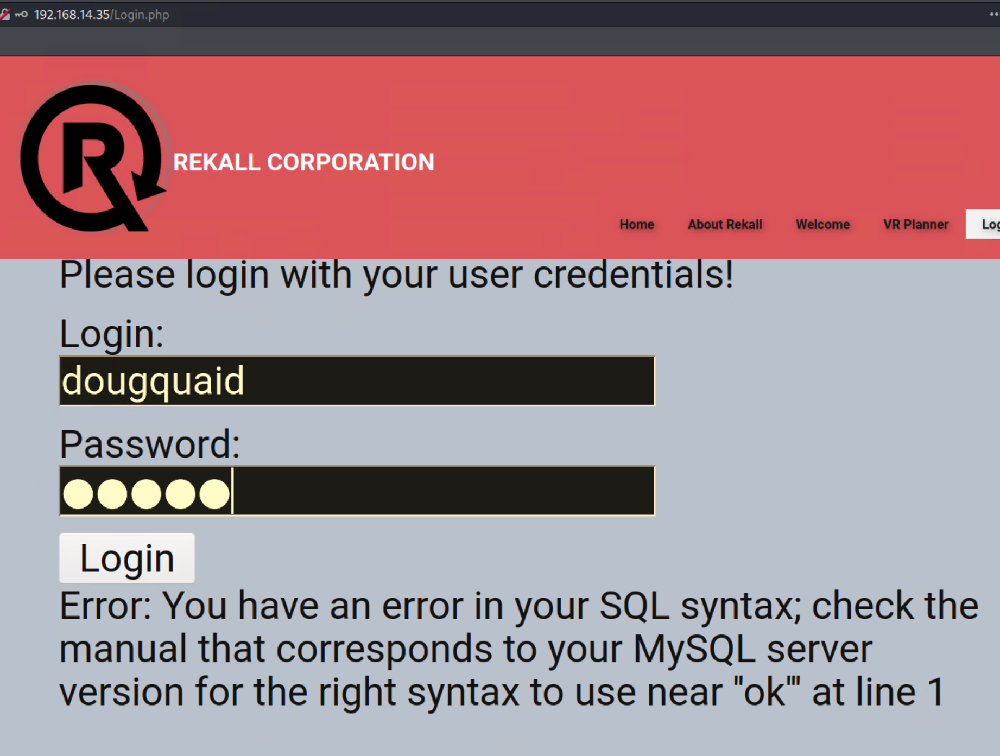 192.168.14.35/Login.php
R
REKALL CORPORATION
Home About Rekall Welcome VR Planner Log
Please login with your user credentials!
Login:
dougquaid
Password:
Login
Error: You have an error in your SQL syntax; check the
manual that corresponds to your MySQL server
version for the right syntax to use near "ok'" at line 1